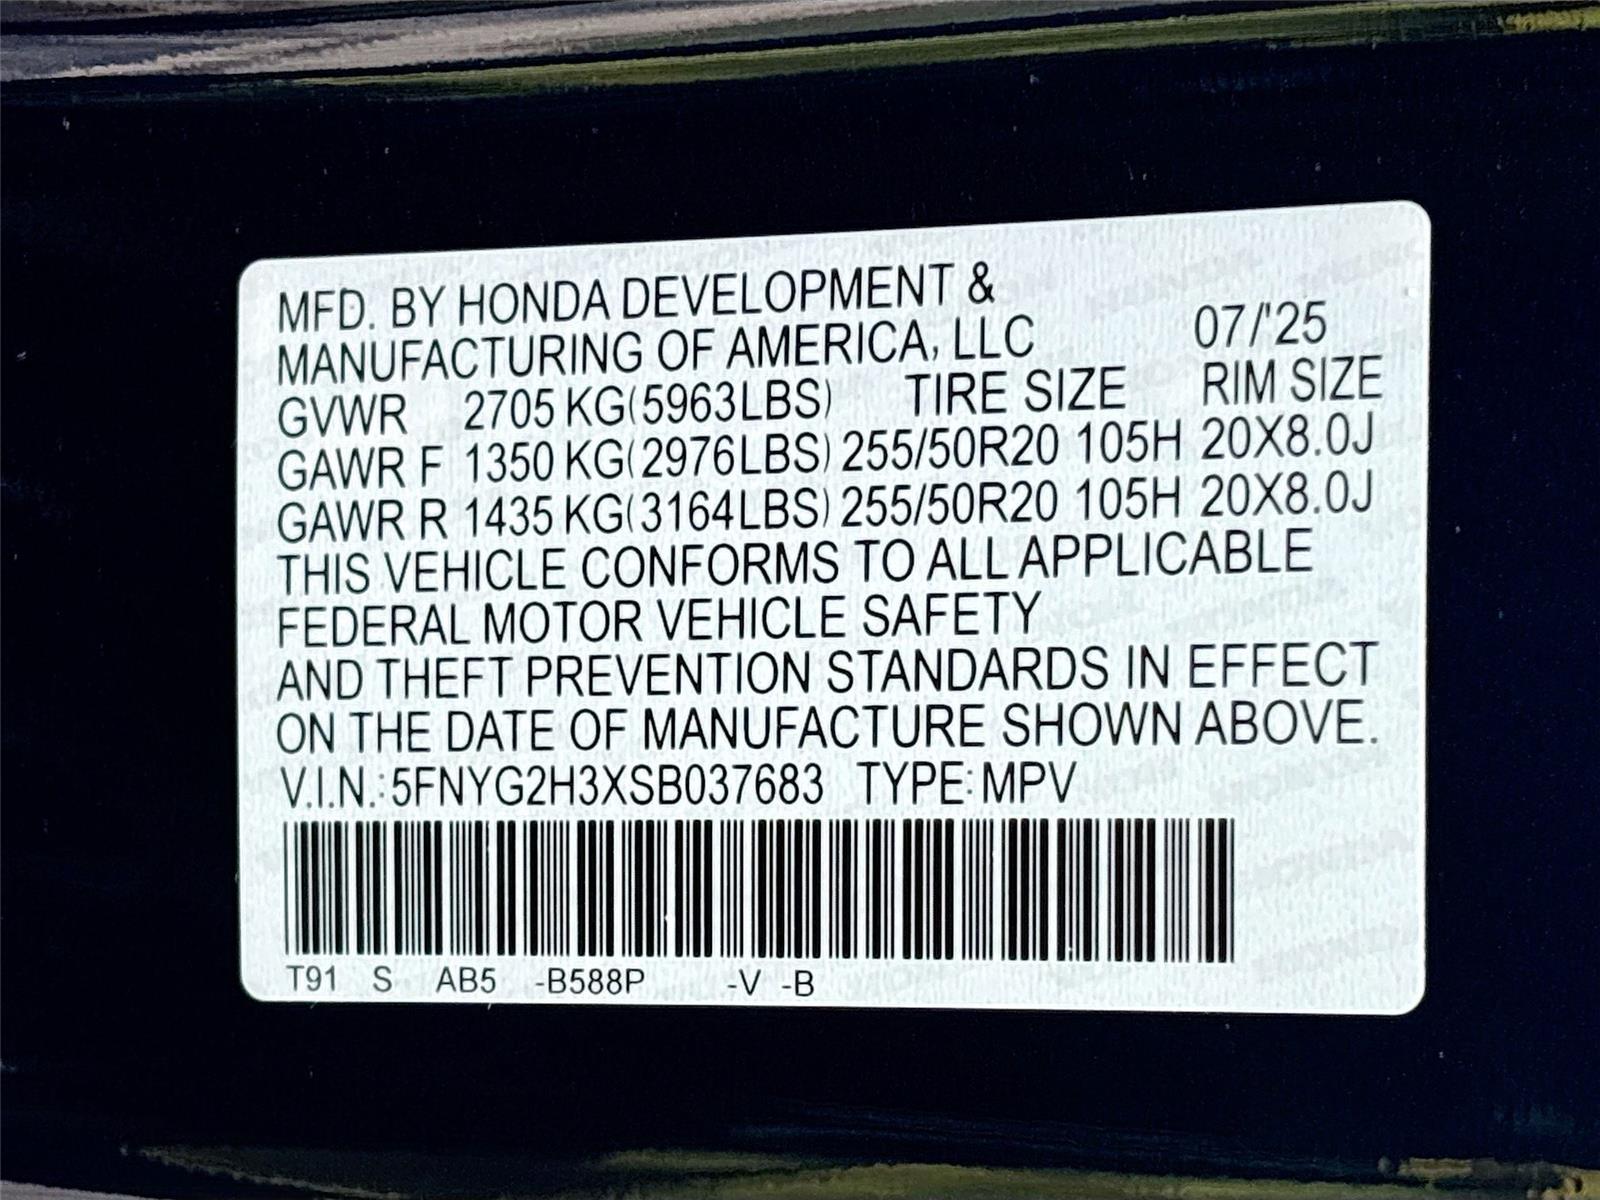 MFD. BY HONDA DEVELOPMENT &
MANUFACTURING OF AMERICA, LLC 07/'25
GVWR 2705 KG(5963LBS) TIRE SIZE RIM SIZE
GAWR F 1350 KG(2976LBS) 255/50R20 105H 20X8.0J
GAWR R 1435 KG(3164LBS) 255/50R20 105H 20X8.0J
THIS VEHICLE CONFORMS TO ALL APPLICABLE
FEDERAL MOTOR VEHICLE SAFETY
AND THEFT PREVENTION STANDARDS IN EFFECT
ON THE DATE OF MANUFACTURE SHOWN ABOVE.
V.I.N.:5FNYG2H3XSB037683 TYPE:MPV
T91 S AB5 -B588P -V -B